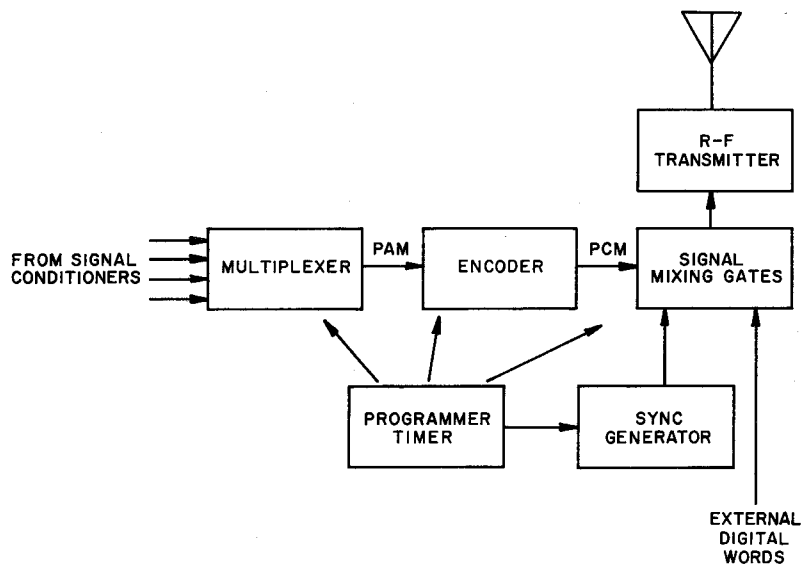 R-F
TRANSMITTER
FROM SIGNAL
CONDITIONERS
MULTIPLEXER
PAM
ENCODER
PCM
SIGNAL
MIXING GATES
PROGRAMMER
TIMER
SYNC
GENERATOR
EXTERNAL
DIGITAL
WORDS